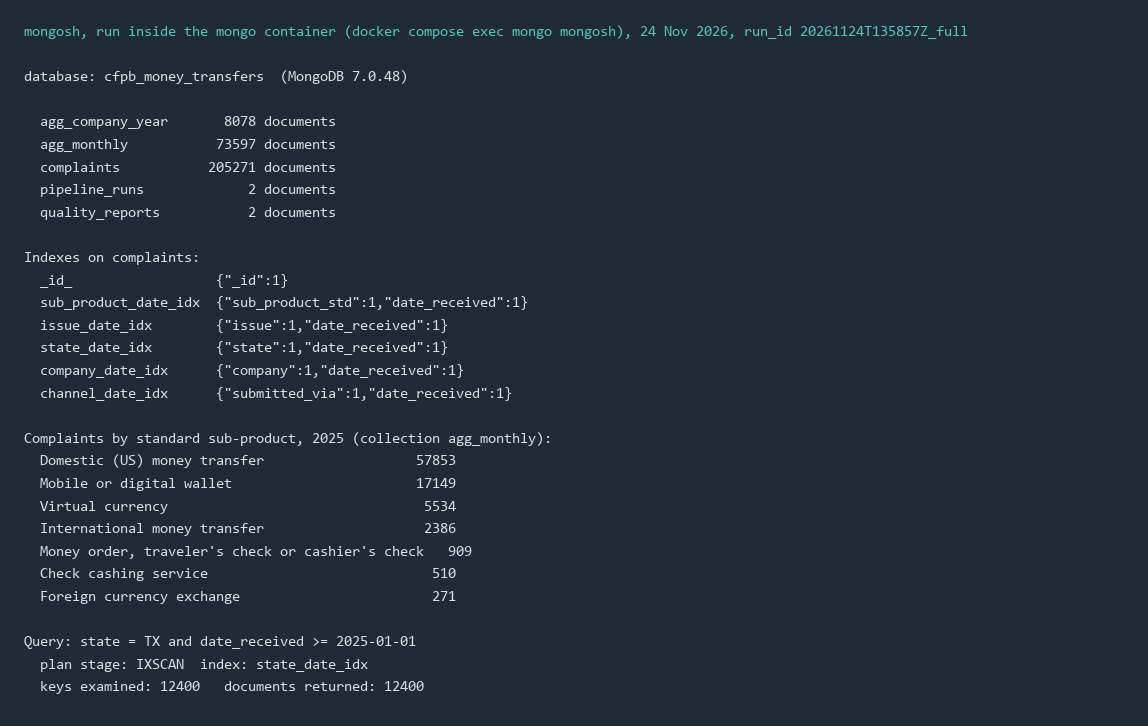 mongosh, run inside the mongo container (docker compose exec mongo mongosh), 24 Nov 2026, run_id 20261124T135857Z_full
database: cfpb_money_transfers  (MongoDB 7.0.48)
agg_company_year       8078 documents
agg_monthly           73597 documents
complaints           205271 documents
pipeline_runs             2 documents
quality_reports           2 documents
Indexes on complaints:
_id_                  {"_id":1}
sub_product_date_idx  {"sub_product_std":1,"date_received":1}
issue_date_idx        {"issue":1,"date_received":1}
state_date_idx        {"state":1,"date_received":1}
company_date_idx      {"company":1,"date_received":1}
channel_date_idx      {"submitted_via":1,"date_received":1}
Complaints by standard sub-product, 2025 (collection agg_monthly):
Domestic (US) money transfer                   57853
Mobile or digital wallet                       17149
Virtual currency                                5534
International money transfer                    2386
Money order, traveler's check or cashier's check   909
Check cashing service                            510
Foreign currency exchange                        271
Query: state = TX and date_received >= 2025-01-01
plan stage: IXSCAN  index: state_date_idx
keys examined: 12400   documents returned: 12400